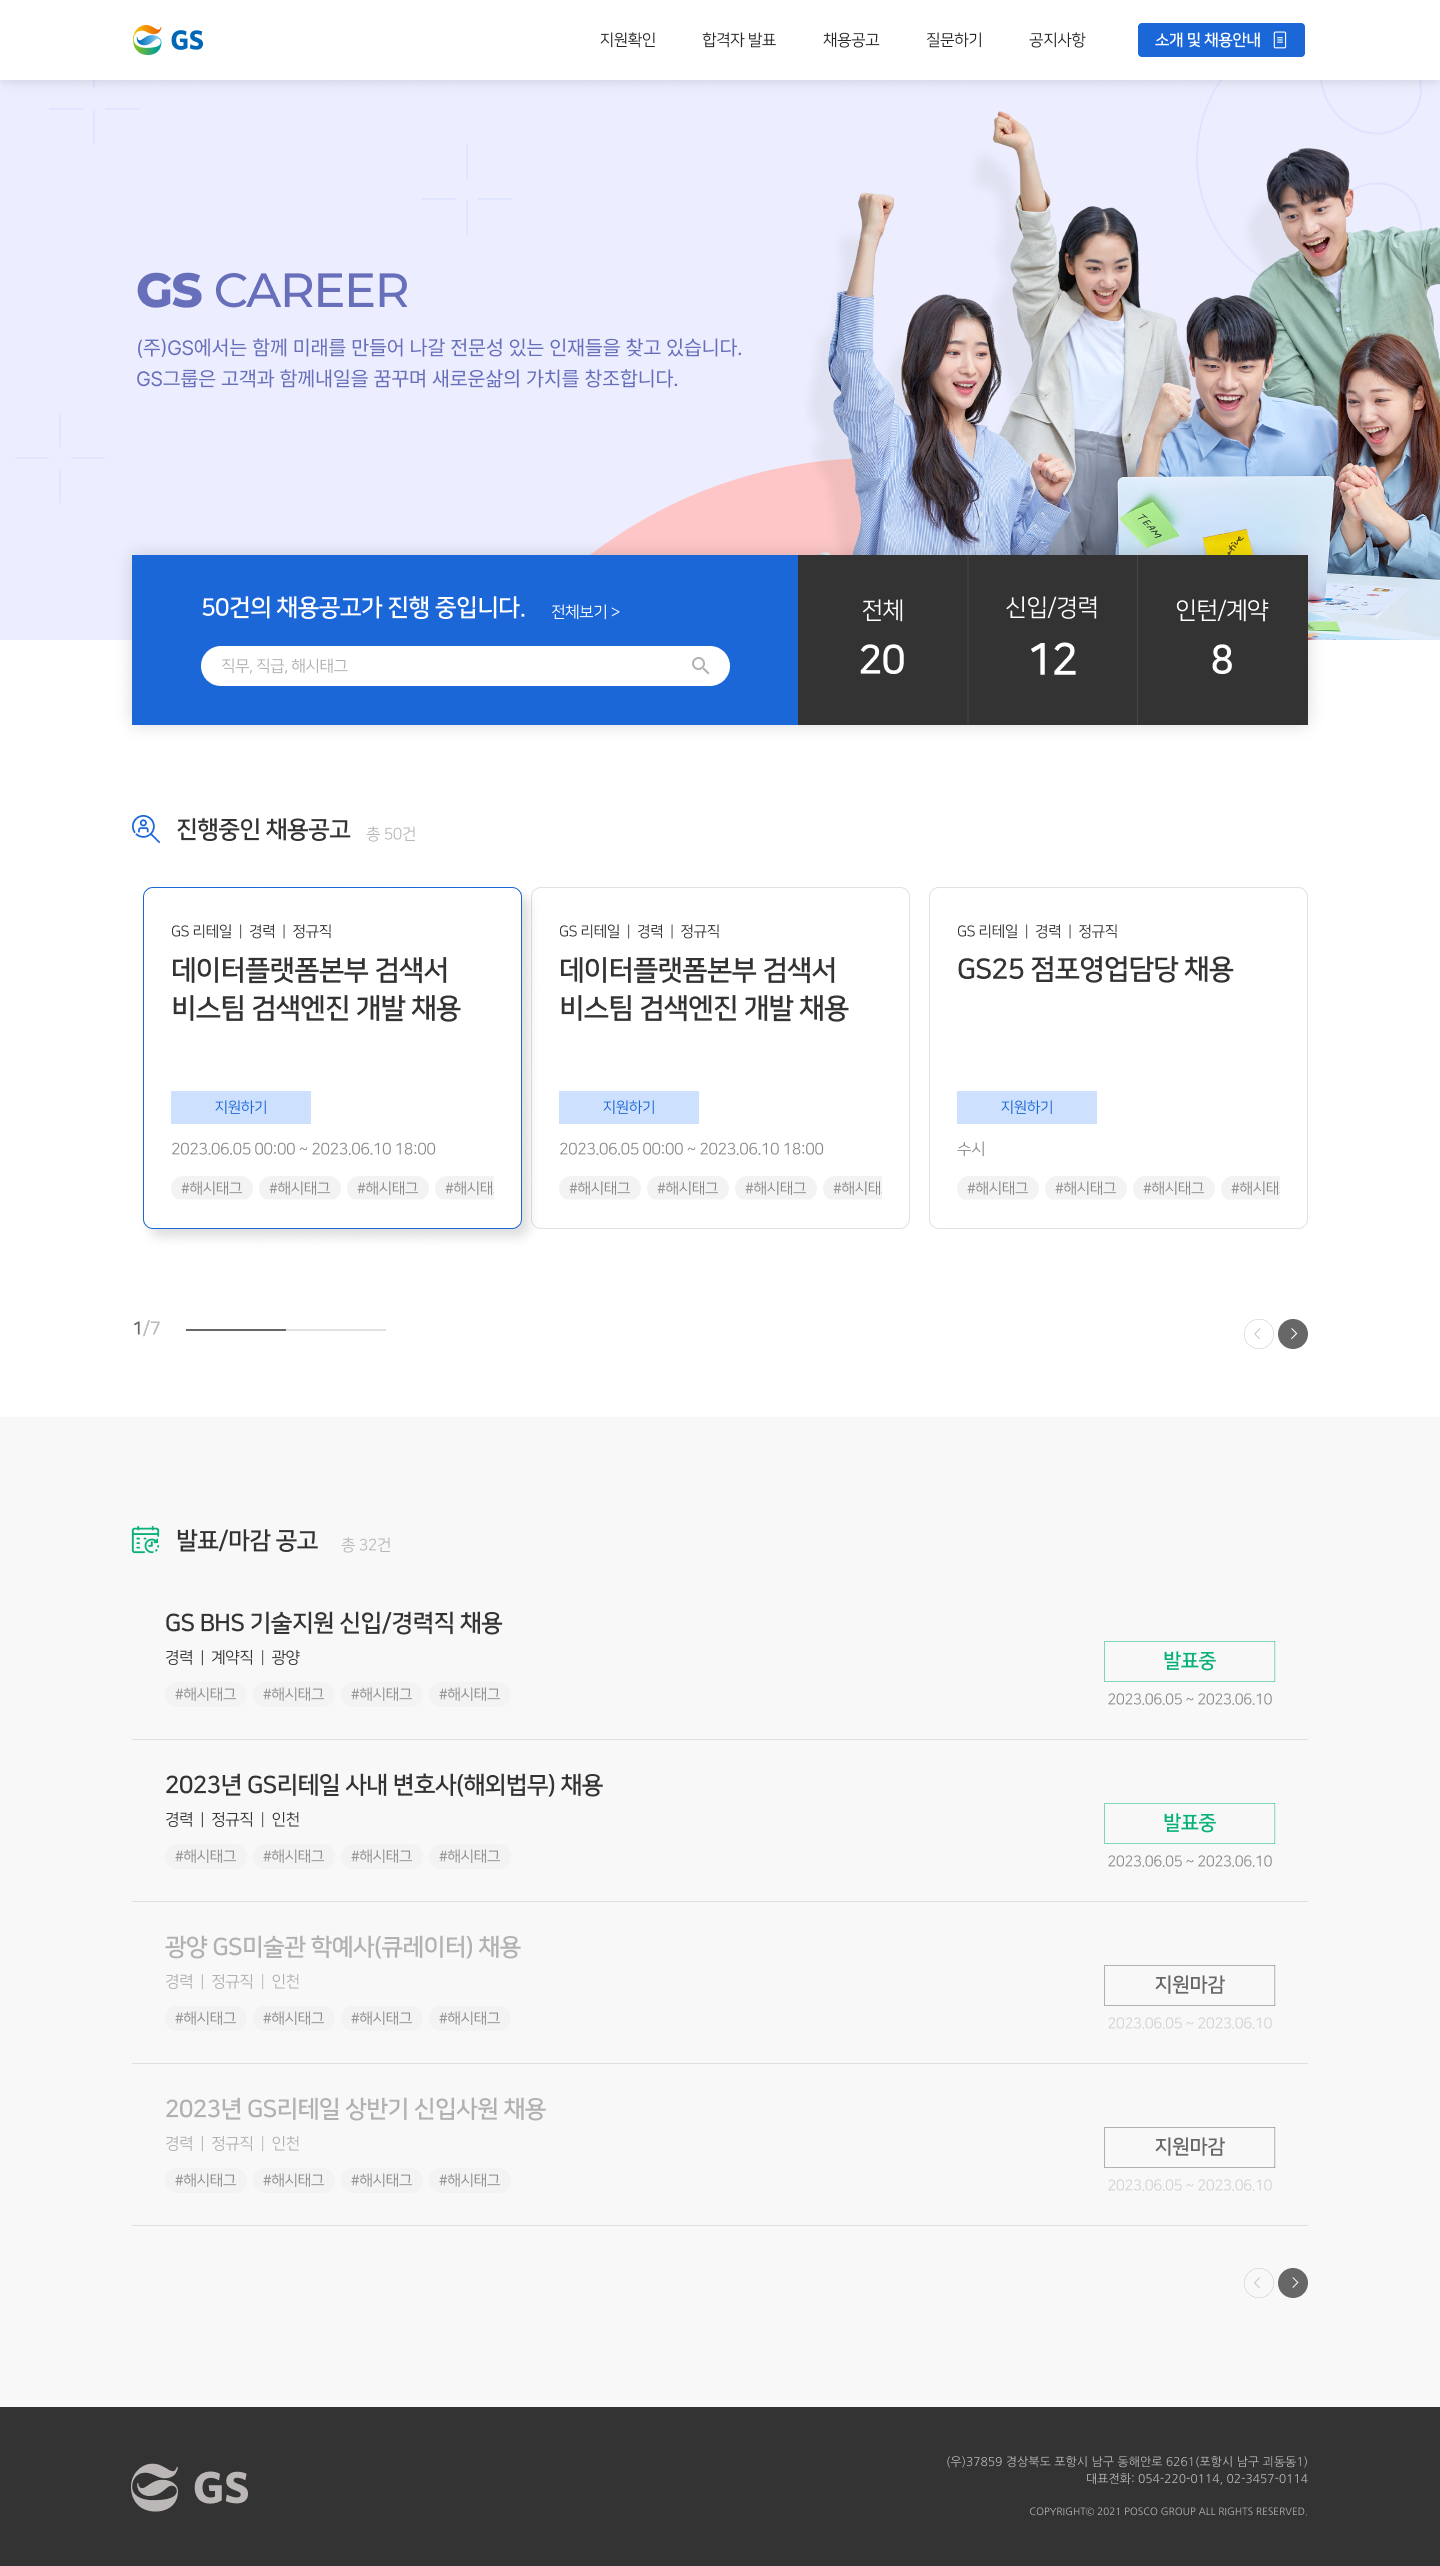 GS
지원확인
합격자 발표
채용공고
질문하기
공지사항
소개 및 채용안내
GS CAREER
(주)GS에서는 함께 미래를 만들어 나갈 전문성 있는 인재들을 찾고 있습니다.
GS그룹은 고객과 함께내일을 꿈꾸며 새로운삶의 가치를 창조합니다.
TEAM
50건의 채용공고가 진행 중입니다.
전체보기 >
직무, 직급, 해시태그
전체
20
신입/경력
12
인턴/계약
8
진행중인 채용공고
총 50건
GS 리테일 | 경력 | 정규직
데이터플랫폼본부 검색서
비스팀 검색엔진 개발 채용
지원하기
2023.06.05 00:00 ~ 2023.06.10 18:00
#해시태그 #해시태그 #해시태그 #해시태
GS 리테일 | 경력 | 정규직
데이터플랫폼본부 검색서
비스팀 검색엔진 개발 채용
지원하기
2023.06.05 00:00 ~ 2023.06.10 18:00
#해시태그 #해시태그 #해시태그 #해시태
GS 리테일 | 경력 | 정규직
GS25 점포영업담당 채용
지원하기
수시
#해시태그 #해시태그 #해시태그 #해시태
1/7
발표/마감 공고
총 32건
GS BHS 기술지원 신입/경력직 채용
경력 | 계약직 | 광양
#해시태그 #해시태그 #해시태그 #해시태그
발표중
2023.06.05 ~ 2023.06.10
2023년 GS리테일 사내 변호사(해외법무) 채용
경력 | 정규직 | 인천
#해시태그 #해시태그 #해시태그 #해시태그
발표중
2023.06.05 ~ 2023.06.10
광양 GS미술관 학예사(큐레이터) 채용
경력 | 정규직 | 인천
#해시태그 #해시태그 #해시태그 #해시태그
지원마감
2023.06.05 ~ 2023.06.10
2023년 GS리테일 상반기 신입사원 채용
경력 | 정규직 | 인천
#해시태그 #해시태그 #해시태그 #해시태그
지원마감
2023.06.05 ~ 2023.06.10
GS
(우)37859 경상북도 포항시 남구 동해안로 6261(포항시 남구 괴동동1)
대표전화: 054-220-0114, 02-3457-0114
COPYRIGHT© 2021 POSCO GROUP ALL RIGHTS RESERVED.